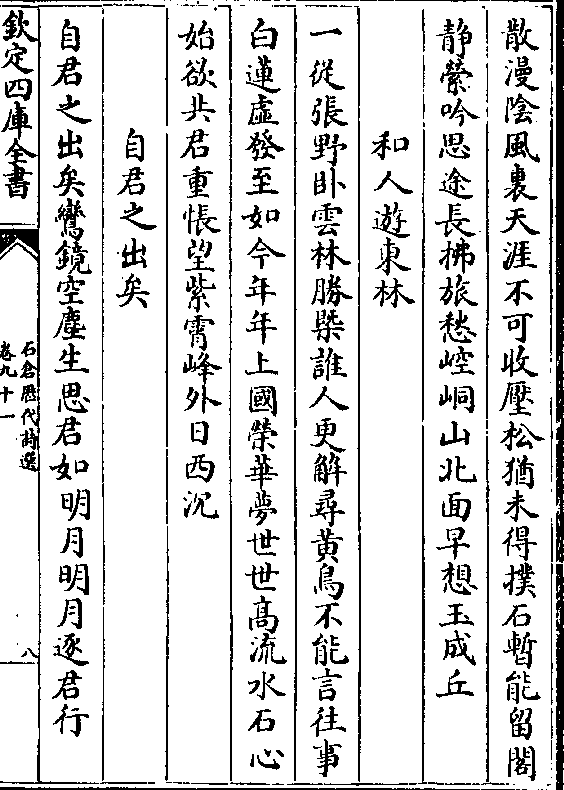 散漫陰風裏天涯不可收壓松猶未得撲石暫能留閣
靜縈吟思途長拂旅愁崆峒山北面早想玉成丘
和人遊東林
一從張野臥雲林勝槩誰人更解尋黃鳥不能言往事
白蓮虛發至如今年年上國榮華夢世世高流水石心
始欲共君重悵望紫霄峰外日西沉
自君之出矣
自君之出矣鸞鏡空塵生思君如明月明月逐君行
欽定四庫全書
石倉歷代詩選
卷九十一
八